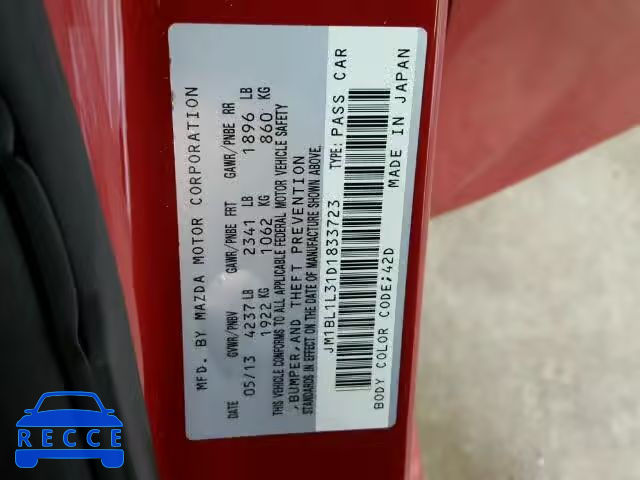 MFD. BY MAZDA MOTOR CORPORATION
GVWR/PNBV GAWR/PNBE FRT GAWR/PNBE RR
DATE 05/13 4237 LB 2341 LB 1896 LB
1922 KG 1062 KG 860 KG
THIS VEHICLE CONFORMS TO ALL APPLICABLE FEDERAL MOTOR VEHICLE SAFETY
,BUMPER,AND THEFT PREVENTION
STANDARDS IN EFFECT ON THE DATE OF MANUFACTURE SHOWN ABOVE.
JM1BL1L31D1833723 TYPE: PASS CAR
BODY COLOR CODE;42D MADE IN JAPAN
RECCE